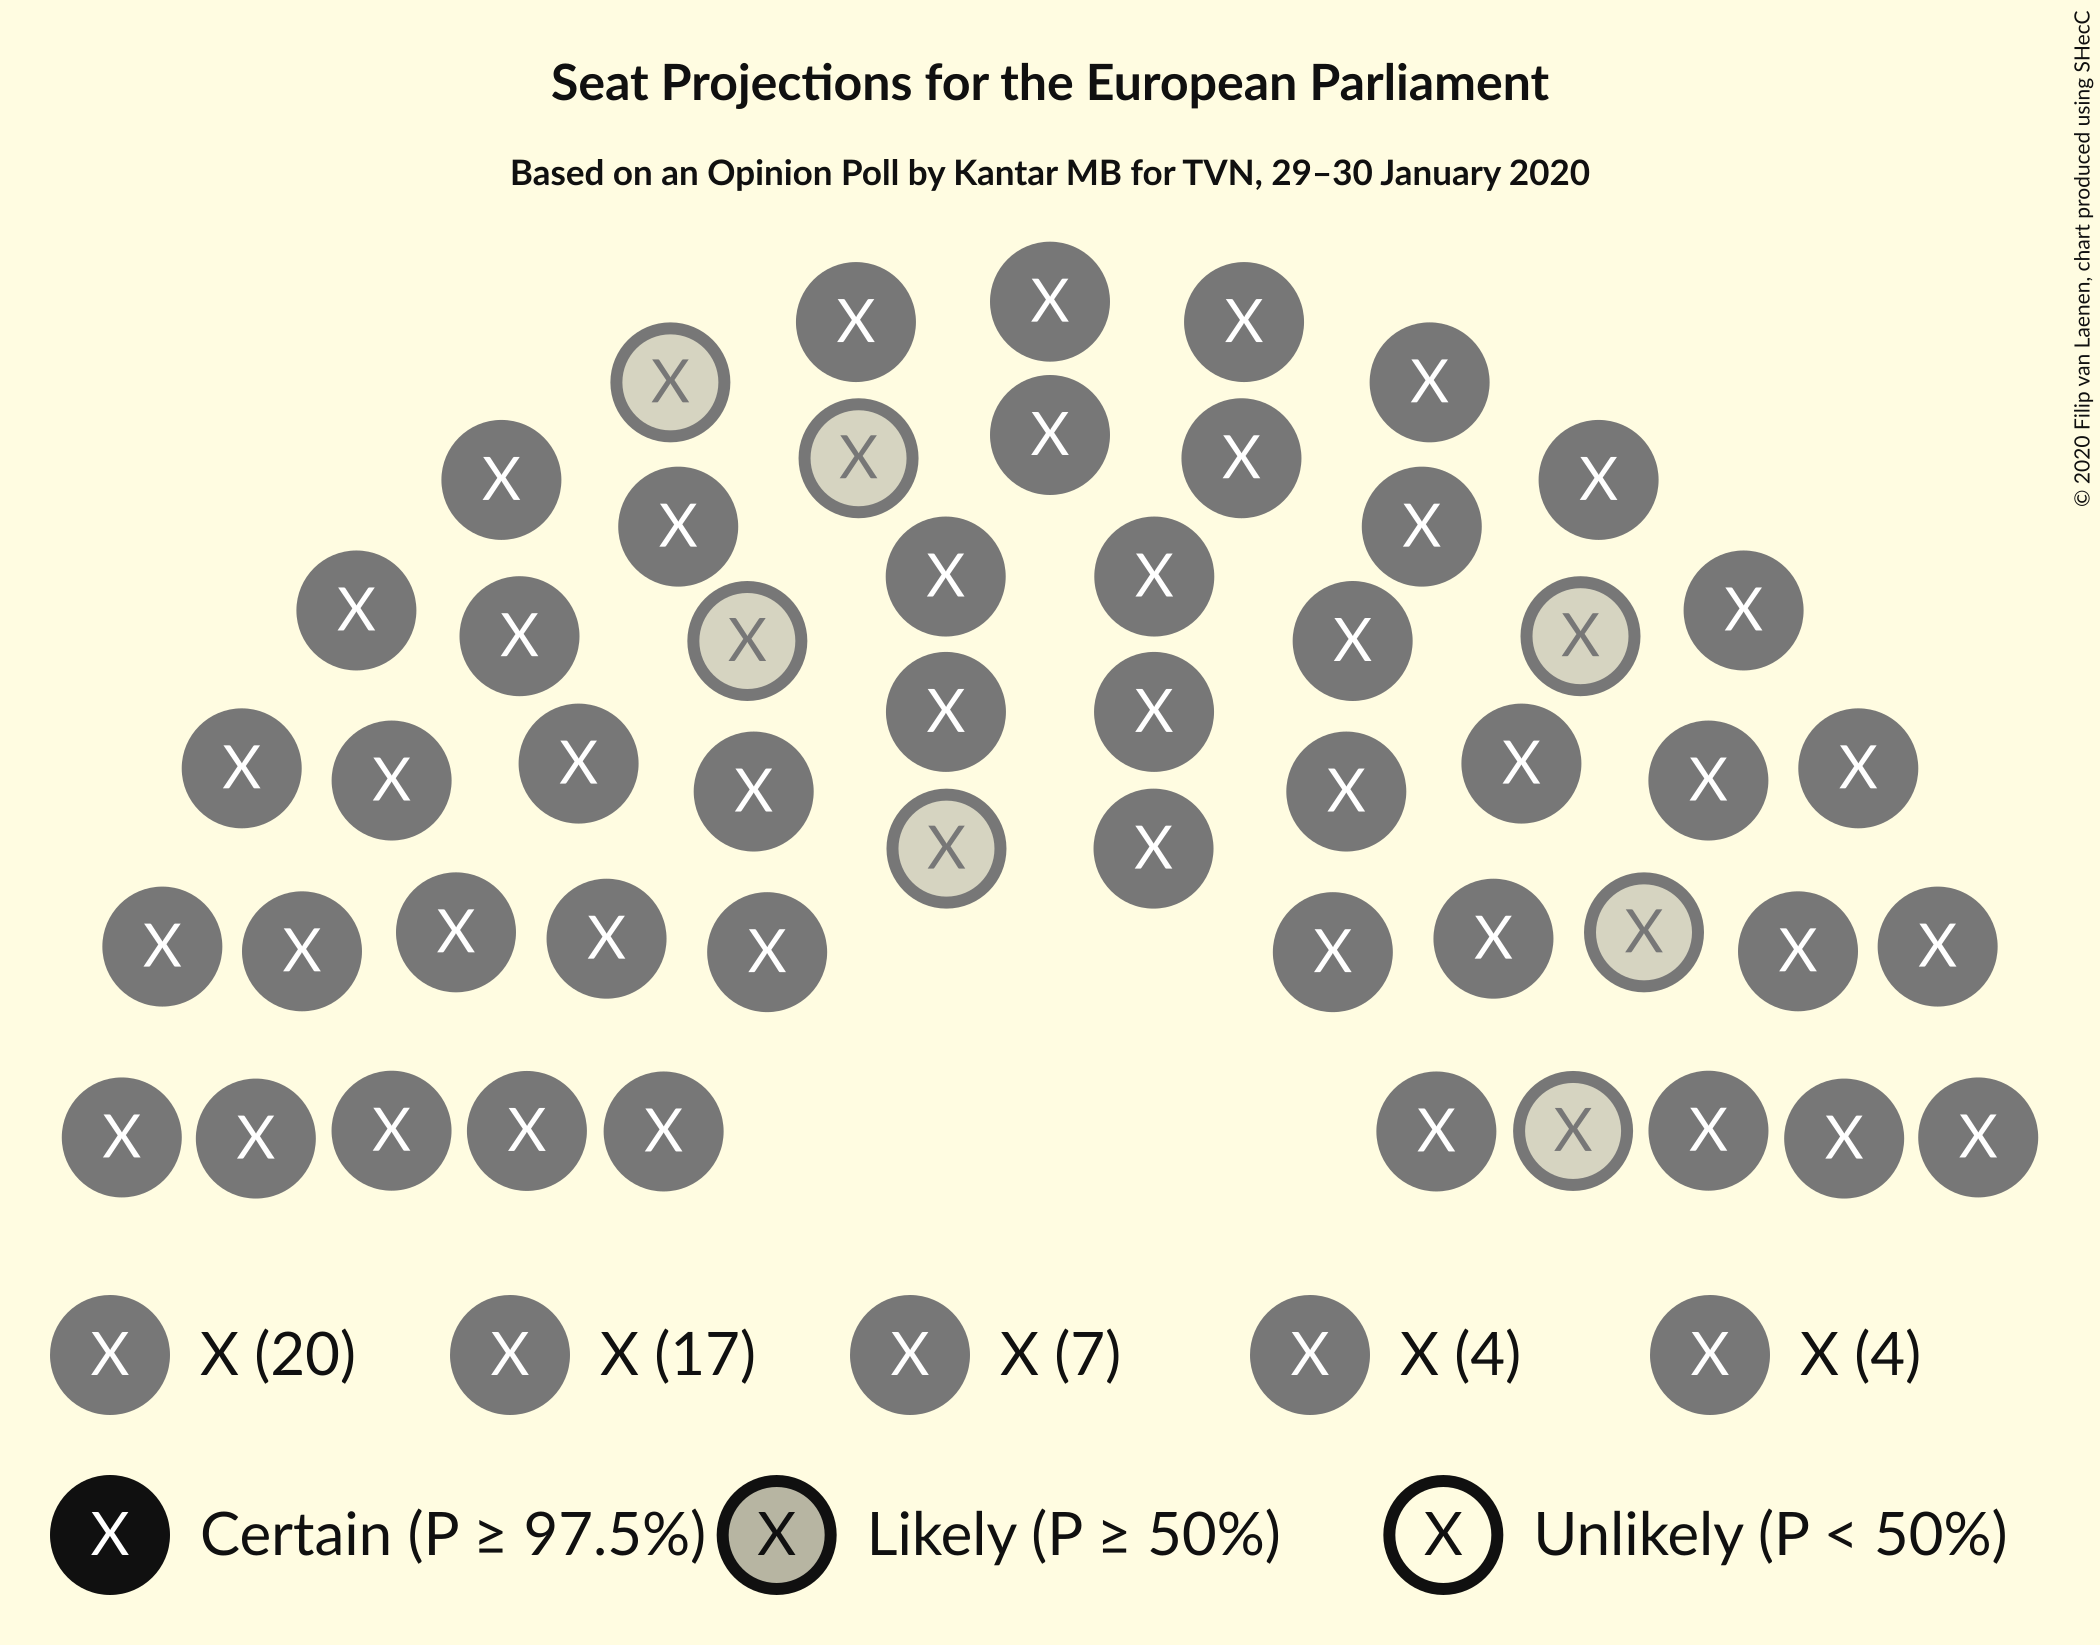 Seat Projections for the European Parliament
Based on an Opinion Poll by Kantar MB for TVN, 29–30 January 2020
© 2020 Filip van Laenen, chart produced using SHecC
X
X X
X X
X
X X
X X
X X
X X
X X X X X X
X X
X X X X X X X X
X X
X X X X X X X X X X
X X X X X X X X X X
X X (20) X X (17) X X (7) X X (4) X X (4)
X Certain (P ≥ 97.5%) X Likely (P ≥ 50%) X Unlikely (P < 50%)